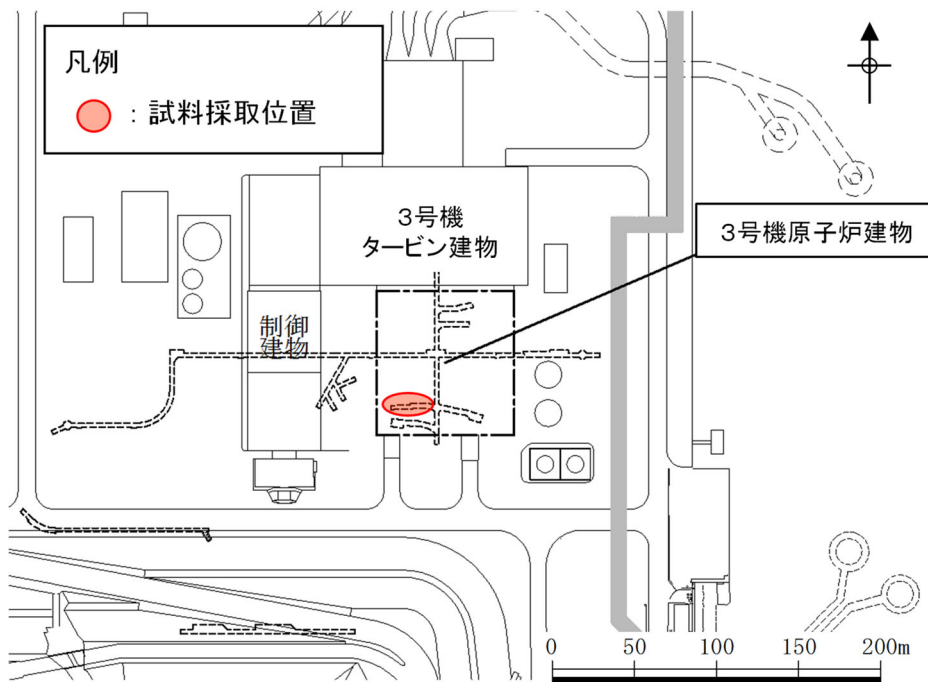 凡例
：試料採取位置
３号機
タービン建物
３号機原子炉建物
制御
建物
0 50 100 150 200m